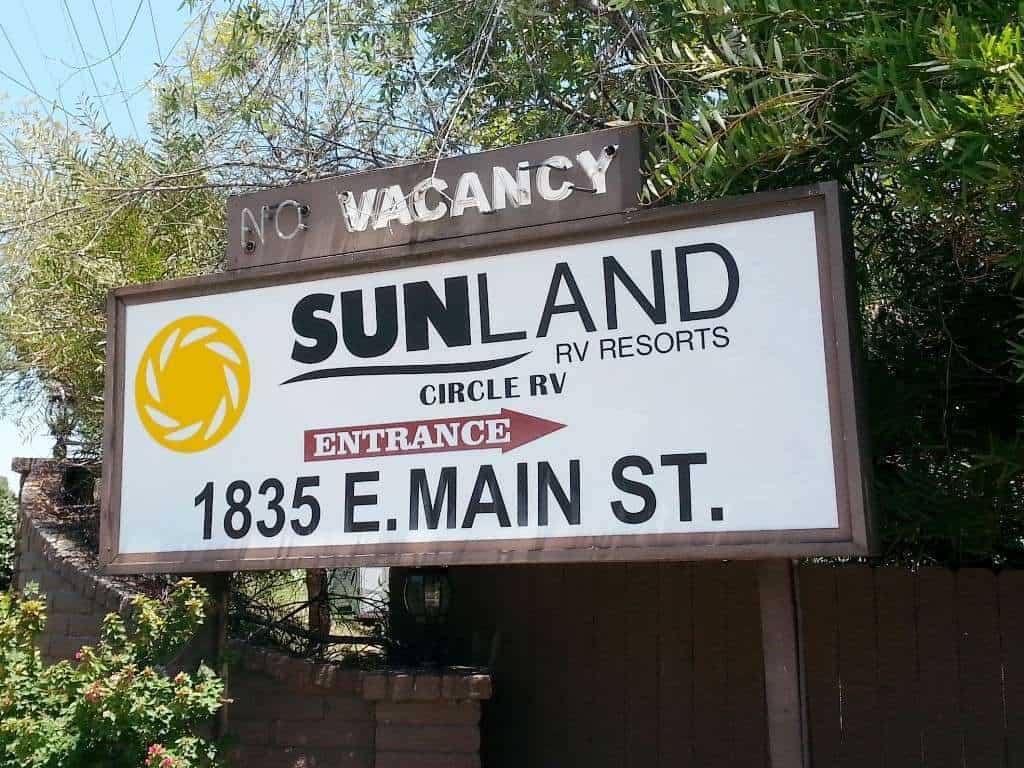 NO VACANCY
SUNLAND
RV RESORTS
CIRCLE RV
ENTRANCE
1835 E. MAIN ST.